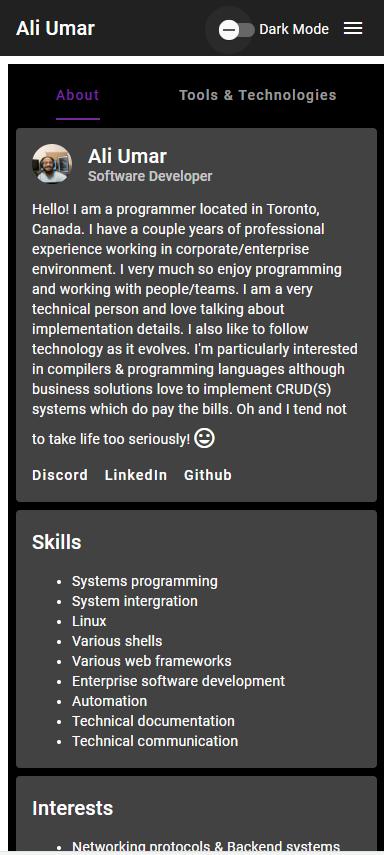 Ali Umar
Dark Mode
About
Tools & Technologies
Ali Umar
Software Developer
Hello! I am a programmer located in Toronto,
Canada. I have a couple years of professional
experience working in corporate/enterprise
environment. I very much so enjoy programming
and working with people/teams. I am a very
technical person and love talking about
implementation details. I also like to follow
technology as it evolves. I'm particularly interested
in compilers & programming languages although
business solutions love to implement CRUD(S)
systems which do pay the bills. Oh and I tend not
to take life too seriously!
Discord LinkedIn Github
Skills
Systems programming
System intergration
Linux
Various shells
Various web frameworks
Enterprise software development
Automation
Technical documentation
Technical communication
Interests
Networking protocols & Backend systems